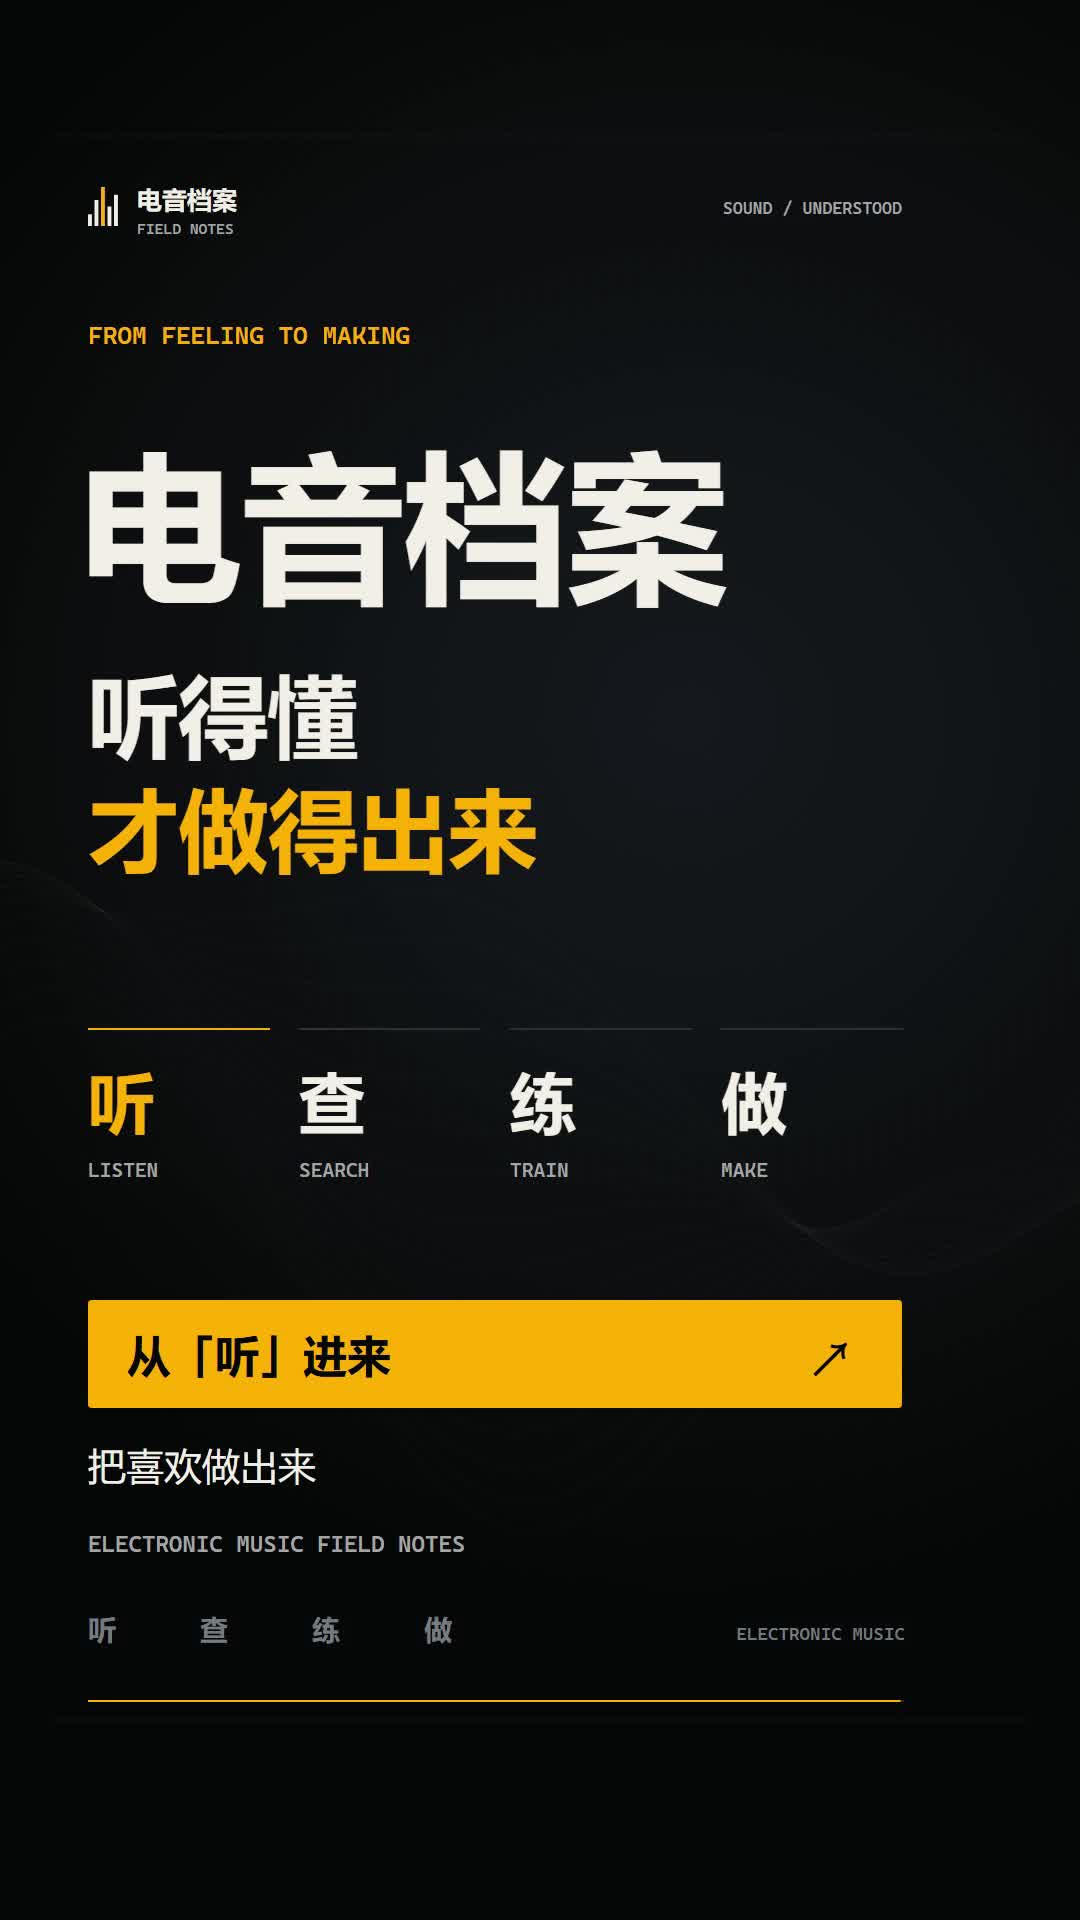 电音档案
FIELD NOTES
SOUND / UNDERSTOOD
FROM FEELING TO MAKING
电音档案
听得懂
才做得出来
听 查 练 做
LISTEN SEARCH TRAIN MAKE
从「听」进来 ↗
把喜欢做出来
ELECTRONIC MUSIC FIELD NOTES
听 查 练 做 ELECTRONIC MUSIC